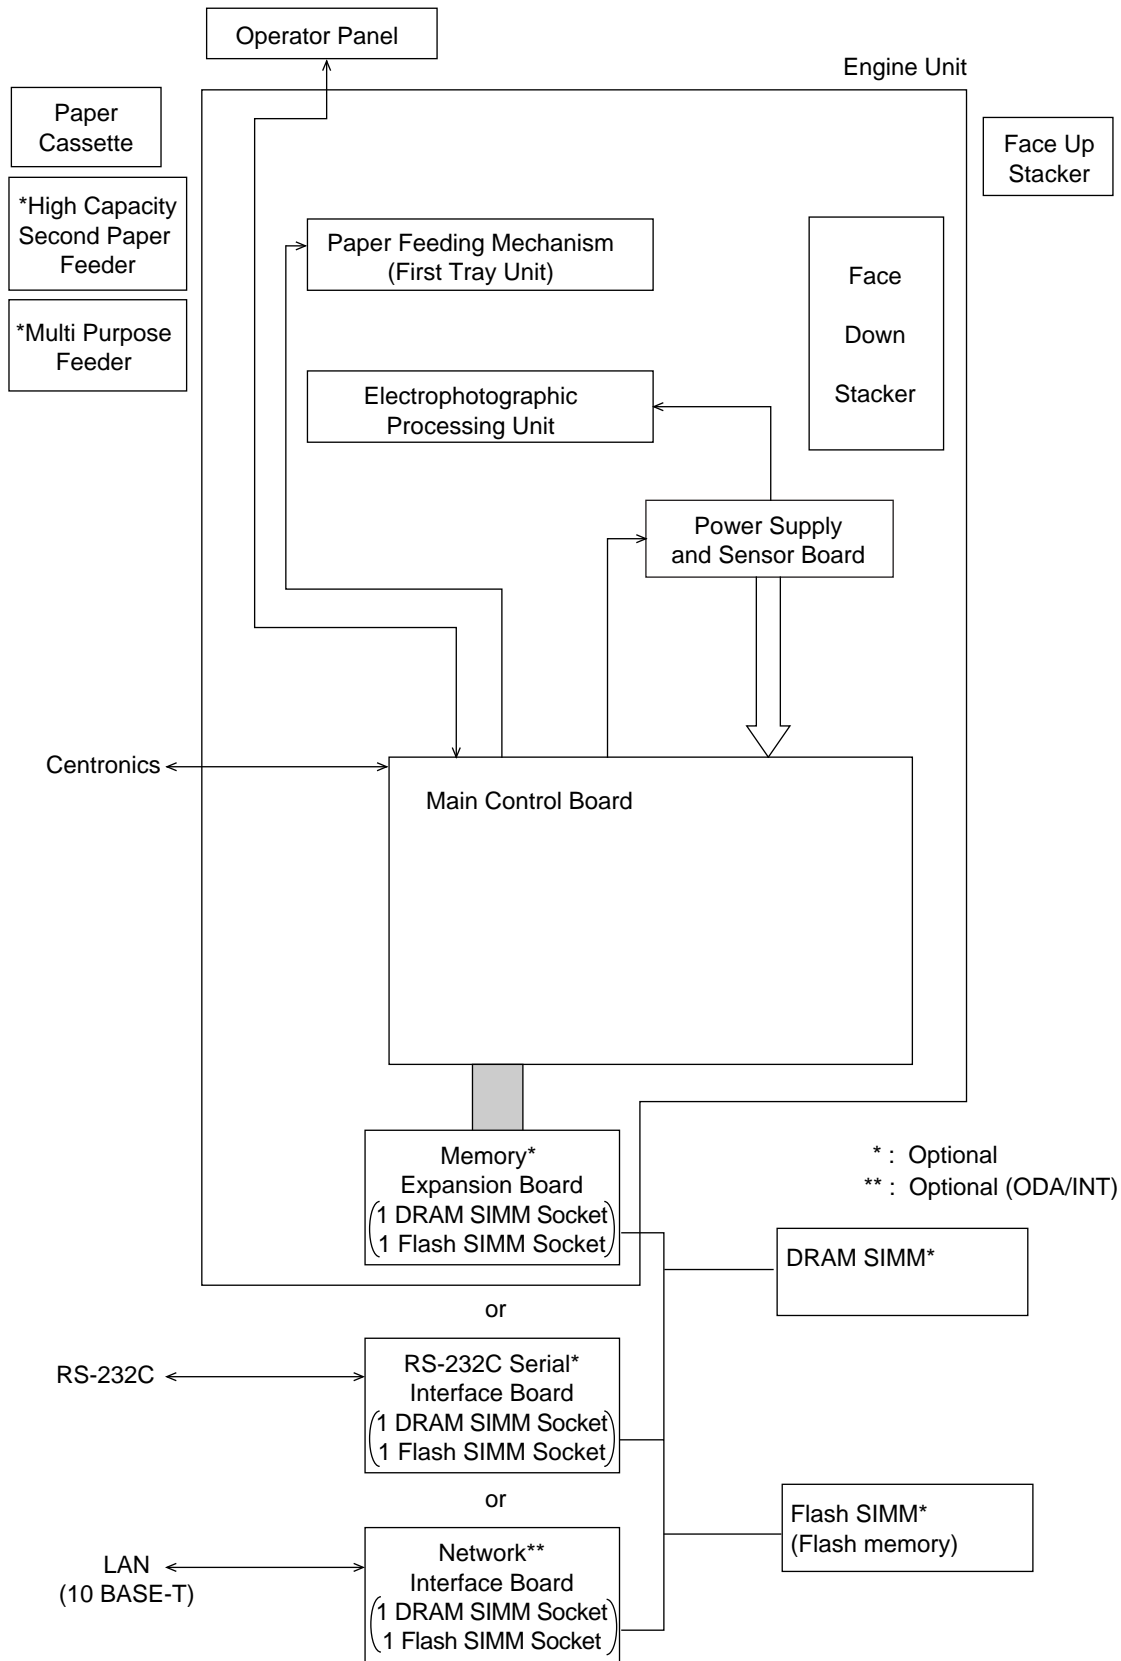 Operator Panel
Engine Unit
Paper
Cassette
Face Up
Stacker
*High Capacity
Second Paper
Feeder
Paper Feeding Mechanism
(First Tray Unit)
Face
Down
Stacker
*Multi Purpose
Feeder
Electrophotographic
Processing Unit
Power Supply
and Sensor Board
Centronics
Main Control Board
Memory*
Expansion Board
(1 DRAM SIMM Socket)
(1 Flash SIMM Socket)
* : Optional
** : Optional (ODA/INT)
DRAM SIMM*
or
RS-232C
RS-232C Serial*
Interface Board
(1 DRAM SIMM Socket)
(1 Flash SIMM Socket)
or
Flash SIMM*
(Flash memory)
LAN
(10 BASE-T)
Network**
Interface Board
(1 DRAM SIMM Socket)
(1 Flash SIMM Socket)